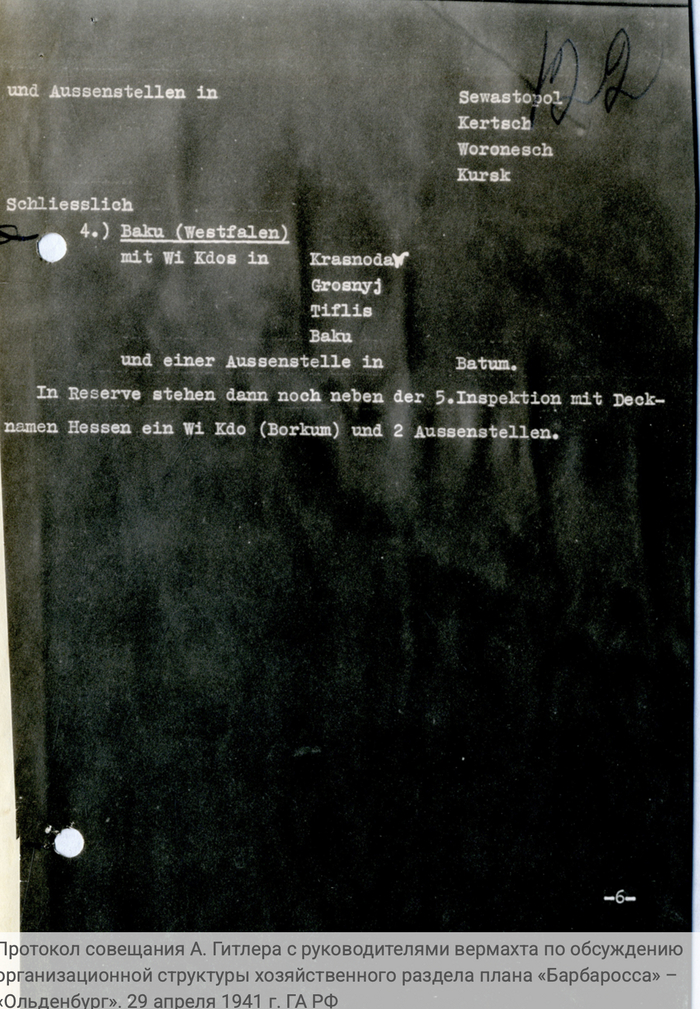 122
und Aussenstellen in Sewastopol
Kertsch
Woronesch
Kursk
Schliesslich
4.) Baku (Westfalen)
mit Wi Kdos in Krasnodar
Grosnyj
Tiflis
Baku
und einer Aussenstelle in Batum.
In Reserve stehen dann noch neben der 5.Inspektion mit Deck-
namen Hessen ein Wi Kdo (Borkum) und 2 Aussenstellen.
-6-
Протокол совещания А. Гитлера с руководителями вермахта по обсуждению
организационной структуры хозяйственного раздела плана «Барбаросса» –
«Ольденбург». 29 апреля 1941 г. ГА РФ